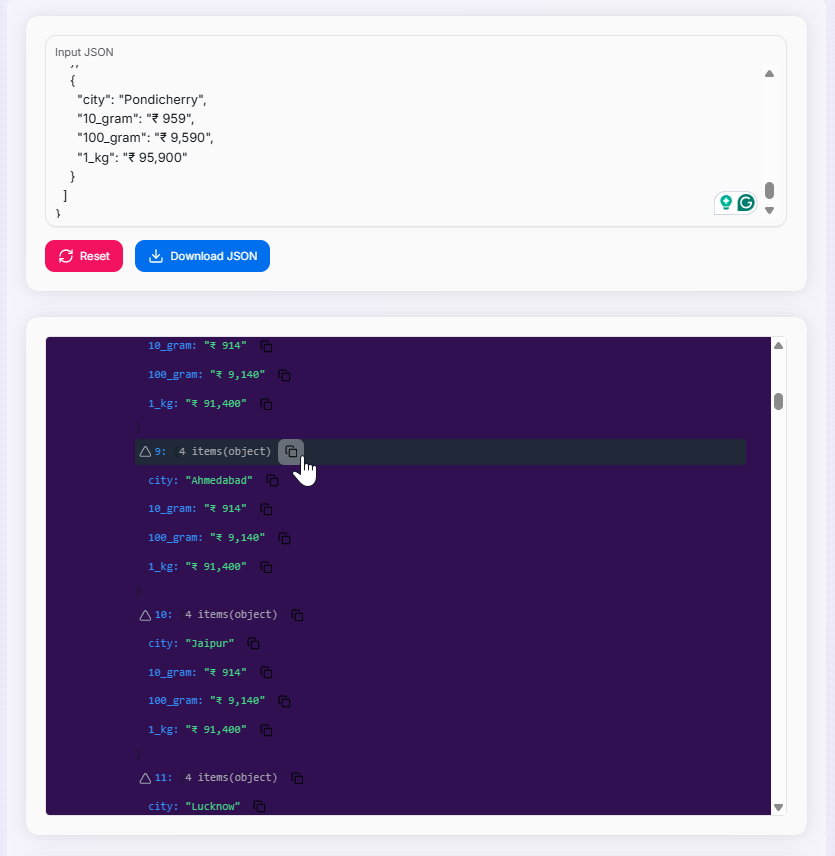 Input JSON
},
{
"city": "Pondicherry",
"10_gram": "₹ 959",
"100_gram": "₹ 9,590",
"1_kg": "₹ 95,900"
}
]
}
Reset
Download JSON
10_gram: "₹ 914"
100_gram: "₹ 9,140"
1_kg: "₹ 91,400"
}
9: {4 items(object)
city: "Ahmedabad"
10_gram: "₹ 914"
100_gram: "₹ 9,140"
1_kg: "₹ 91,400"
}
10: {4 items(object)
city: "Jaipur"
10_gram: "₹ 914"
100_gram: "₹ 9,140"
1_kg: "₹ 91,400"
}
11: {4 items(object)
city: "Lucknow"